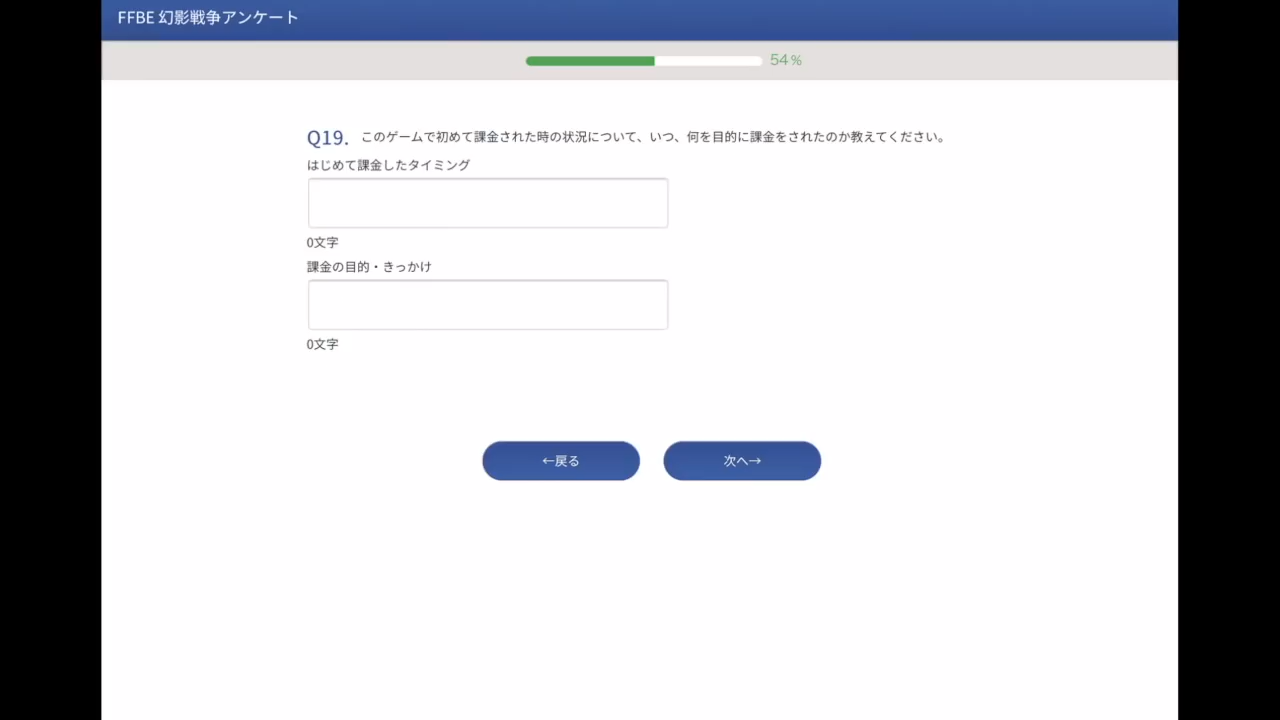 FFBE 幻影戦争アンケート
54%
Q19. このゲームで初めて課金された時の状況について、いつ、何を目的に課金をされたのか教えてください。
はじめて課金したタイミング
0文字
課金の目的・きっかけ
0文字
←戻る
次へ→